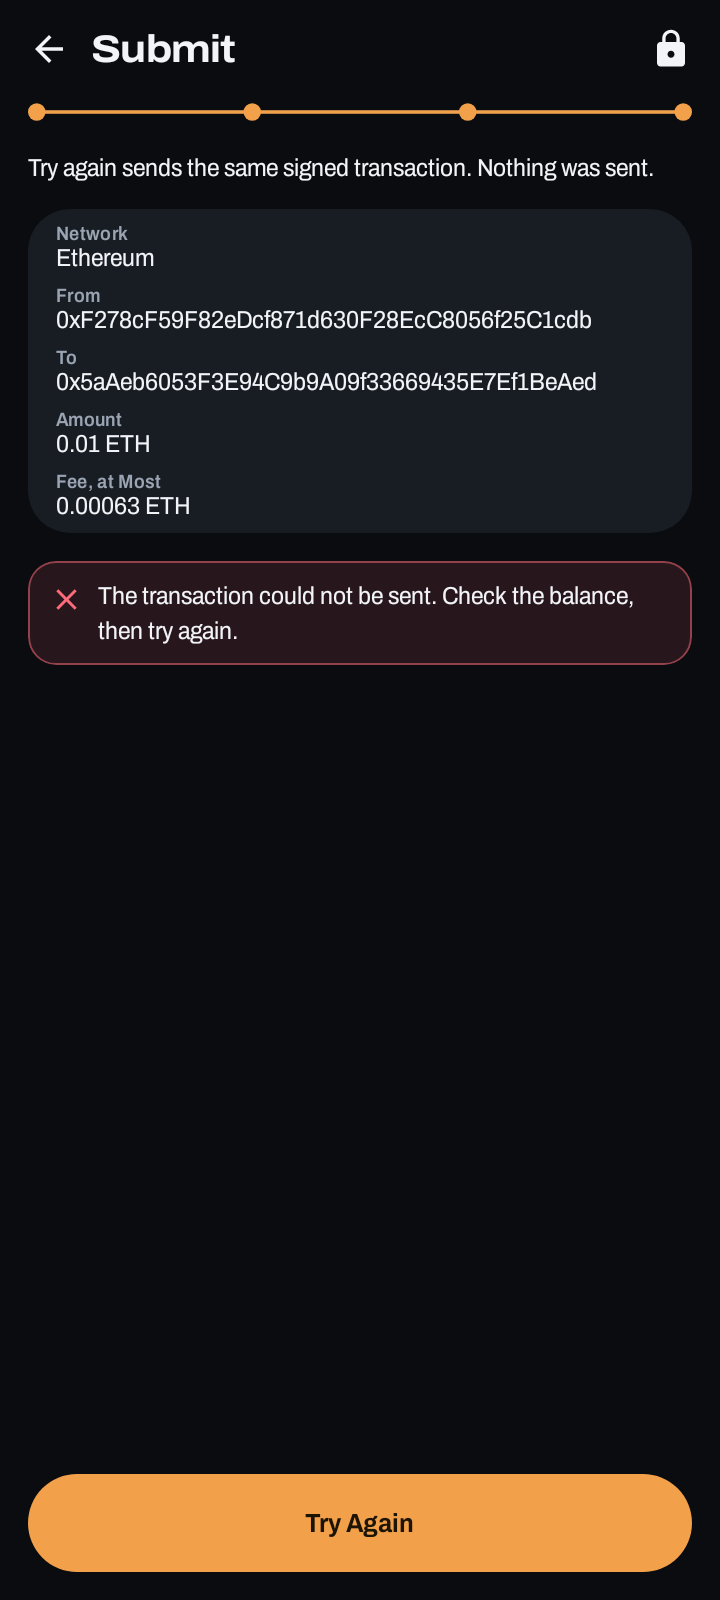 Submit
Try again sends the same signed transaction. Nothing was sent.
Network
Ethereum
From
0xF278cF59F82eDcf871d630F28EcC8056f25C1cdb
To
0x5aAeb6053F3E94C9b9A09f33669435E7Ef1BeAed
Amount
0.01 ETH
Fee, at Most
0.00063 ETH
The transaction could not be sent. Check the balance,
then try again.
Try Again